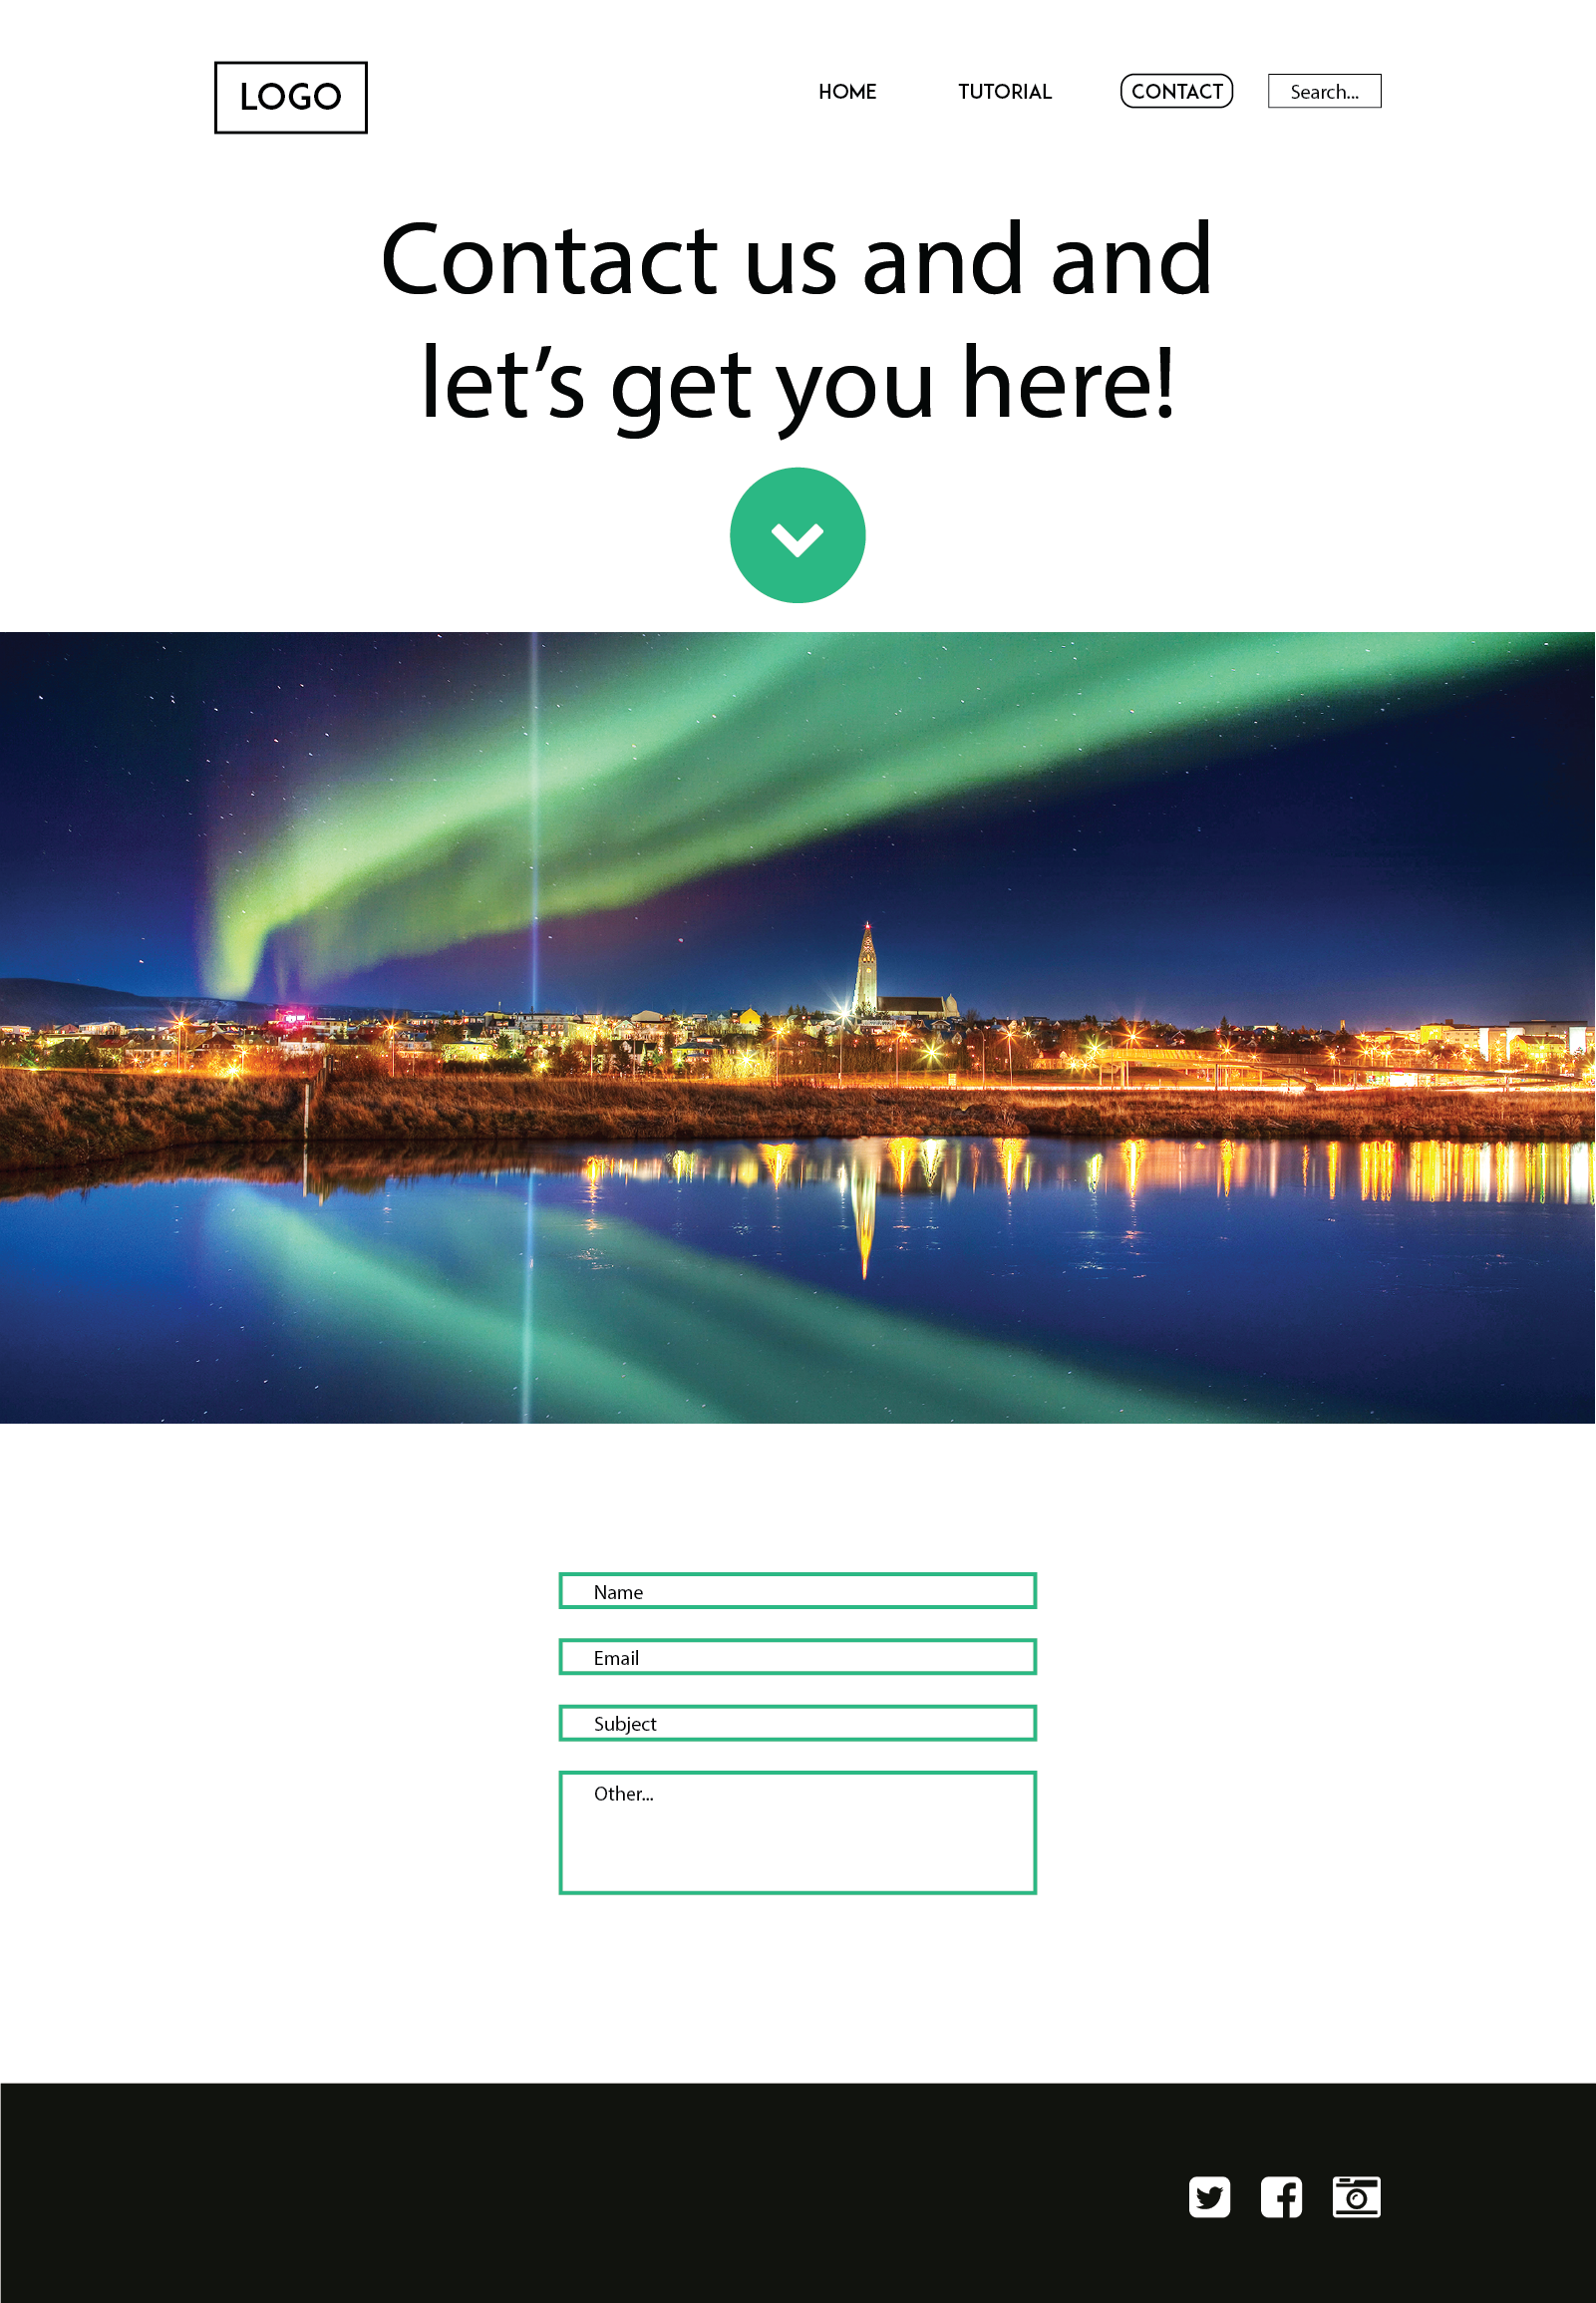 LOGO
HOME TUTORIAL CONTACT Search...
Contact us and and
let’s get you here!
Name
Email
Subject
Other...